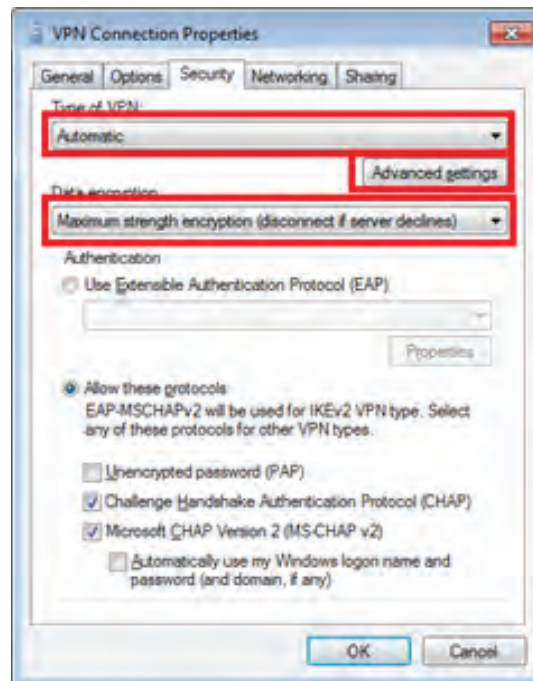 VPN Connection Properties
General Options Security Networking Sharing
Type of VPN:
Automatic
Advanced settings
Data encryption
Maximum strength encryption (disconnect if server declines)
Authentication
Use Extensible Authentication Protocol (EAP)
Properties
Allow these protocols
EAP-MSCHAPv2 will be used for IKEv2 VPN type. Select
any of these protocols for other VPN types.
Unencrypted password (PAP)
Challenge Handshake Authentication Protocol (CHAP)
Microsoft CHAP Version 2 (MS-CHAP v2)
Automatically use my Windows logon name and
password (and domain, if any)
OK Cancel